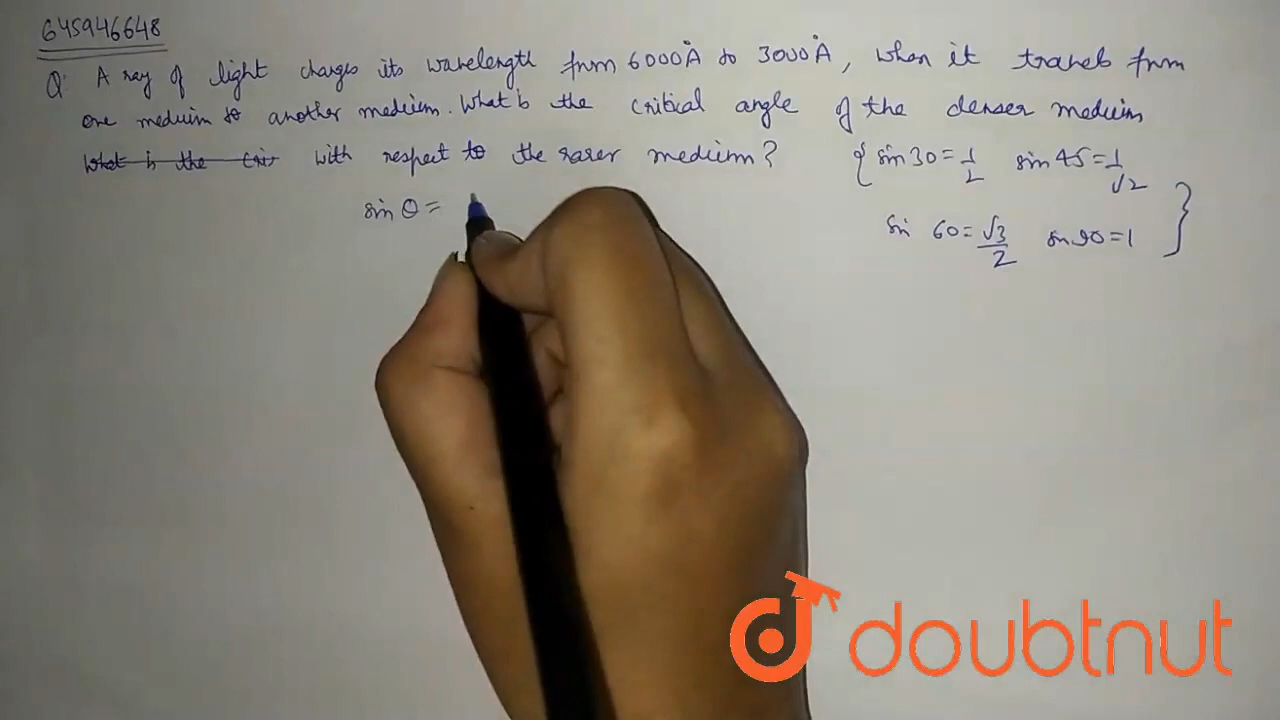 645946648
Q: A ray of light changes its wavelength from 6000Å to 3000Å, when it travels from
one medium to another medium. What is the critical angle of the denser medium
What is the cri with respect to the rarer medium?
{ sin 30 = 1/2 sin 45 = 1/√2
sin 60 = √3/2 sin 90 = 1 }
sin θ =
doubtnut